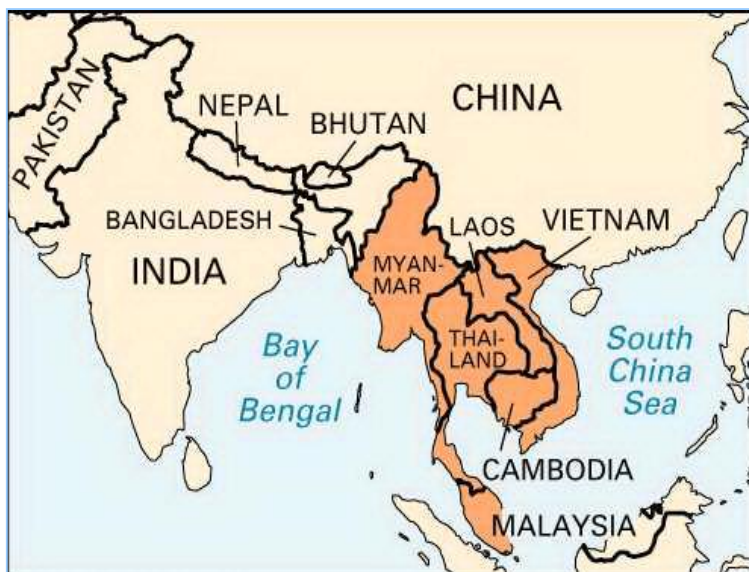 PAKISTAN
NEPAL
BHUTAN
CHINA
BANGLADESH
INDIA
MYAN-
MAR
LAOS
VIETNAM
THAI-
LAND
Bay
of
Bengal
South
China
Sea
CAMBODIA
MALAYSIA